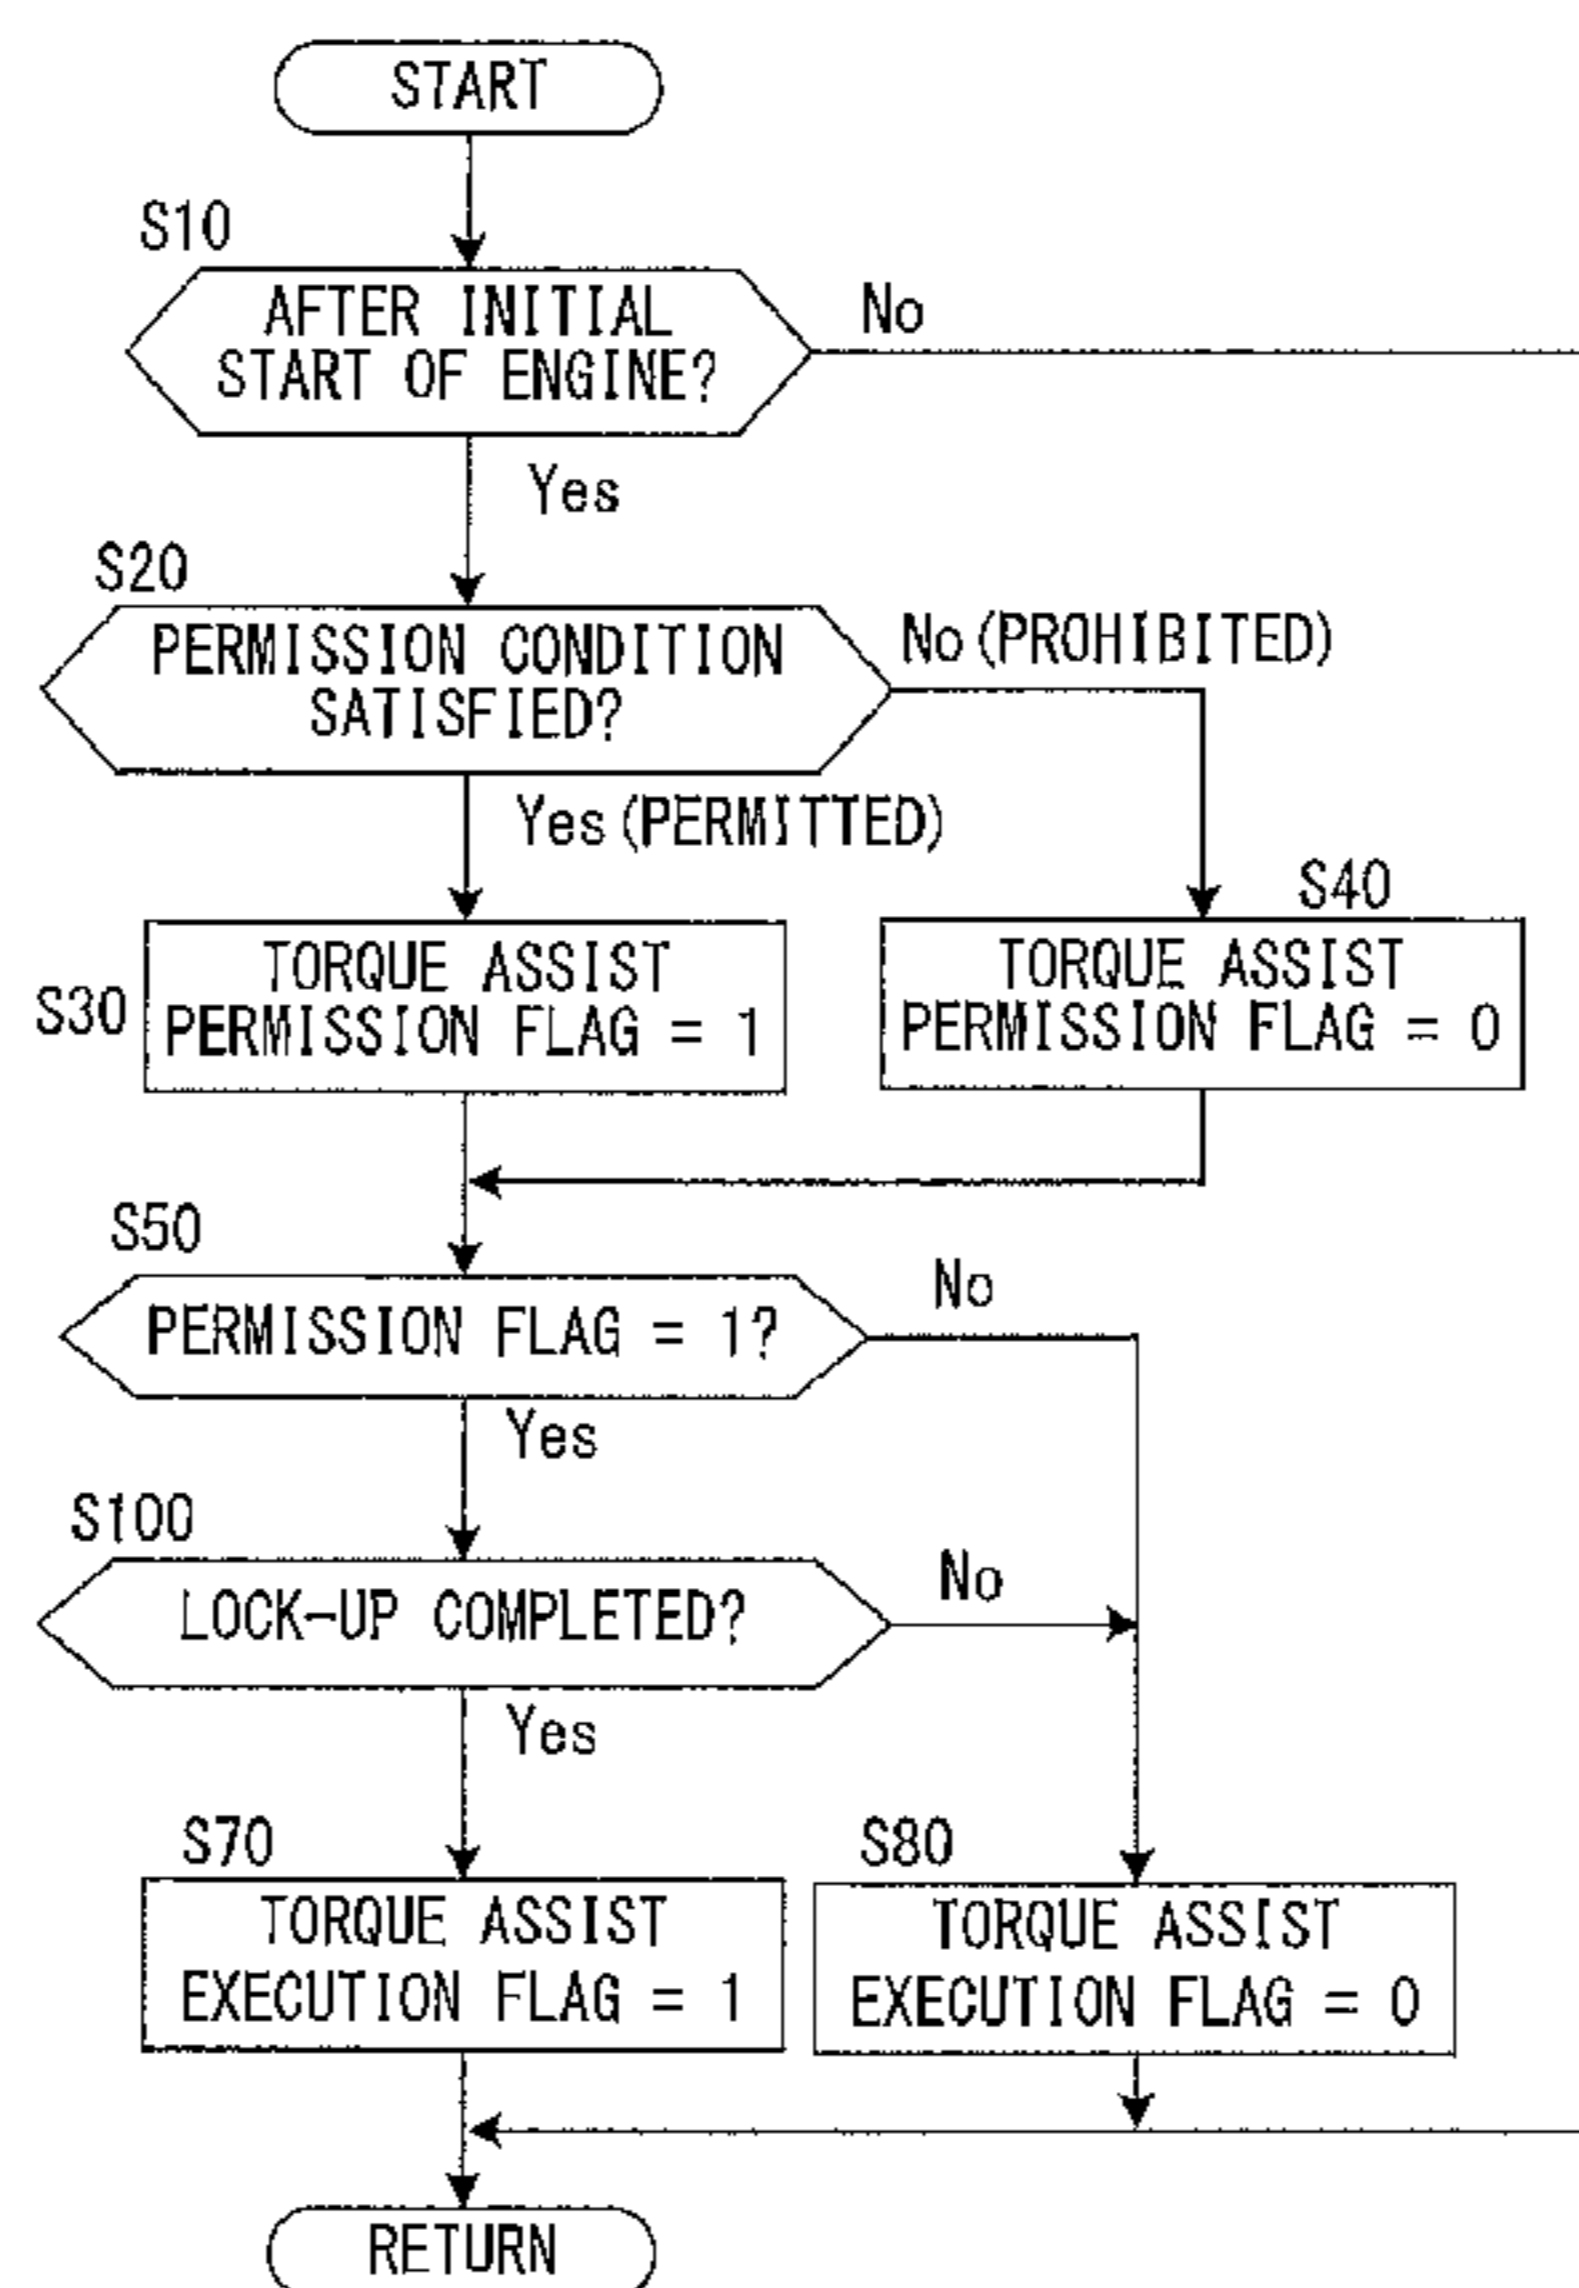 START
S10
AFTER INITIAL
START OF ENGINE?
No
Yes
S20
PERMISSION CONDITION
SATISFIED?
No (PROHIBITED)
Yes (PERMITTED)
S30
TORQUE ASSIST
PERMISSION FLAG = 1
S40
TORQUE ASSIST
PERMISSION FLAG = 0
S50
PERMISSION FLAG = 1?
No
Yes
S100
LOCK-UP COMPLETED?
No
Yes
S70
TORQUE ASSIST
EXECUTION FLAG = 1
S80
TORQUE ASSIST
EXECUTION FLAG = 0
RETURN